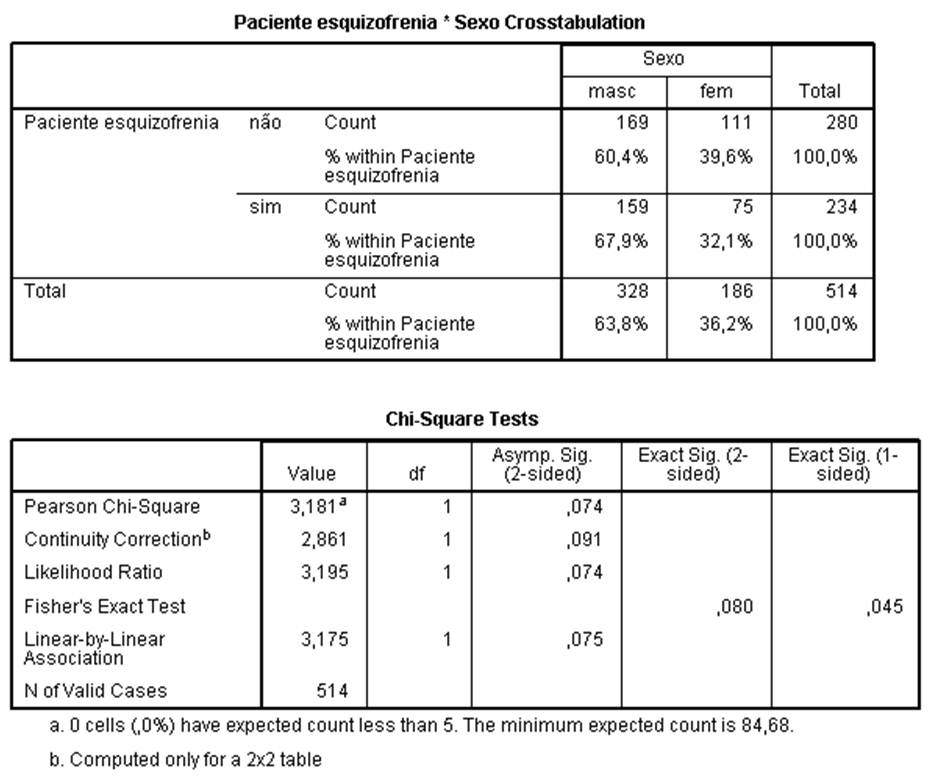 Paciente esquizofrenia * Sexo Crosstabulation
Sexo
masc fem Total
Paciente esquizofrenia não Count 169 111 280
% within Paciente esquizofrenia 60,4% 39,6% 100,0%
sim Count 159 75 234
% within Paciente esquizofrenia 67,9% 32,1% 100,0%
Total Count 328 186 514
% within Paciente esquizofrenia 63,8% 36,2% 100,0%
Chi-Square Tests
Value df Asymp. Sig. (2-sided) Exact Sig. (2-sided) Exact Sig. (1-sided)
Pearson Chi-Square 3,181a 1 ,074
Continuity Correctionb 2,861 1 ,091
Likelihood Ratio 3,195 1 ,074
Fisher's Exact Test ,080 ,045
Linear-by-Linear Association 3,175 1 ,075
N of Valid Cases 514
a. 0 cells (,0%) have expected count less than 5. The minimum expected count is 84,68.
b. Computed only for a 2x2 table